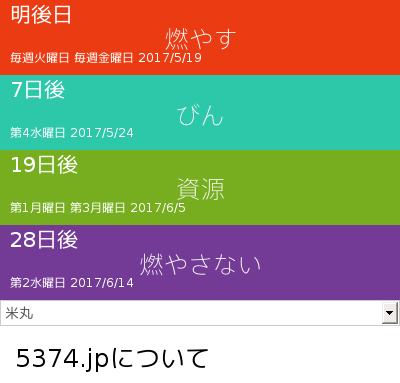 明後日
燃やす
毎週火曜日 毎週金曜日 2017/5/19
7日後
びん
第4水曜日 2017/5/24
19日後
資源
第1月曜日 第3月曜日 2017/6/5
28日後
燃やさない
第2水曜日 2017/6/14
米丸
5374.jpについて